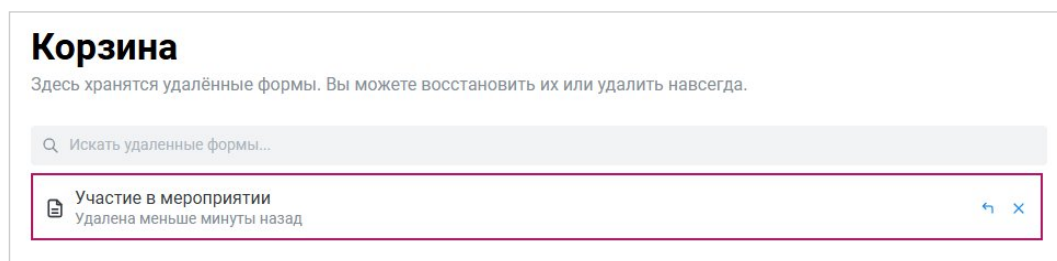 Корзина
Здесь хранятся удалённые формы. Вы можете восстановить их или удалить навсегда.
Искать удаленные формы...
Участие в мероприятии
Удалена меньше минуты назад